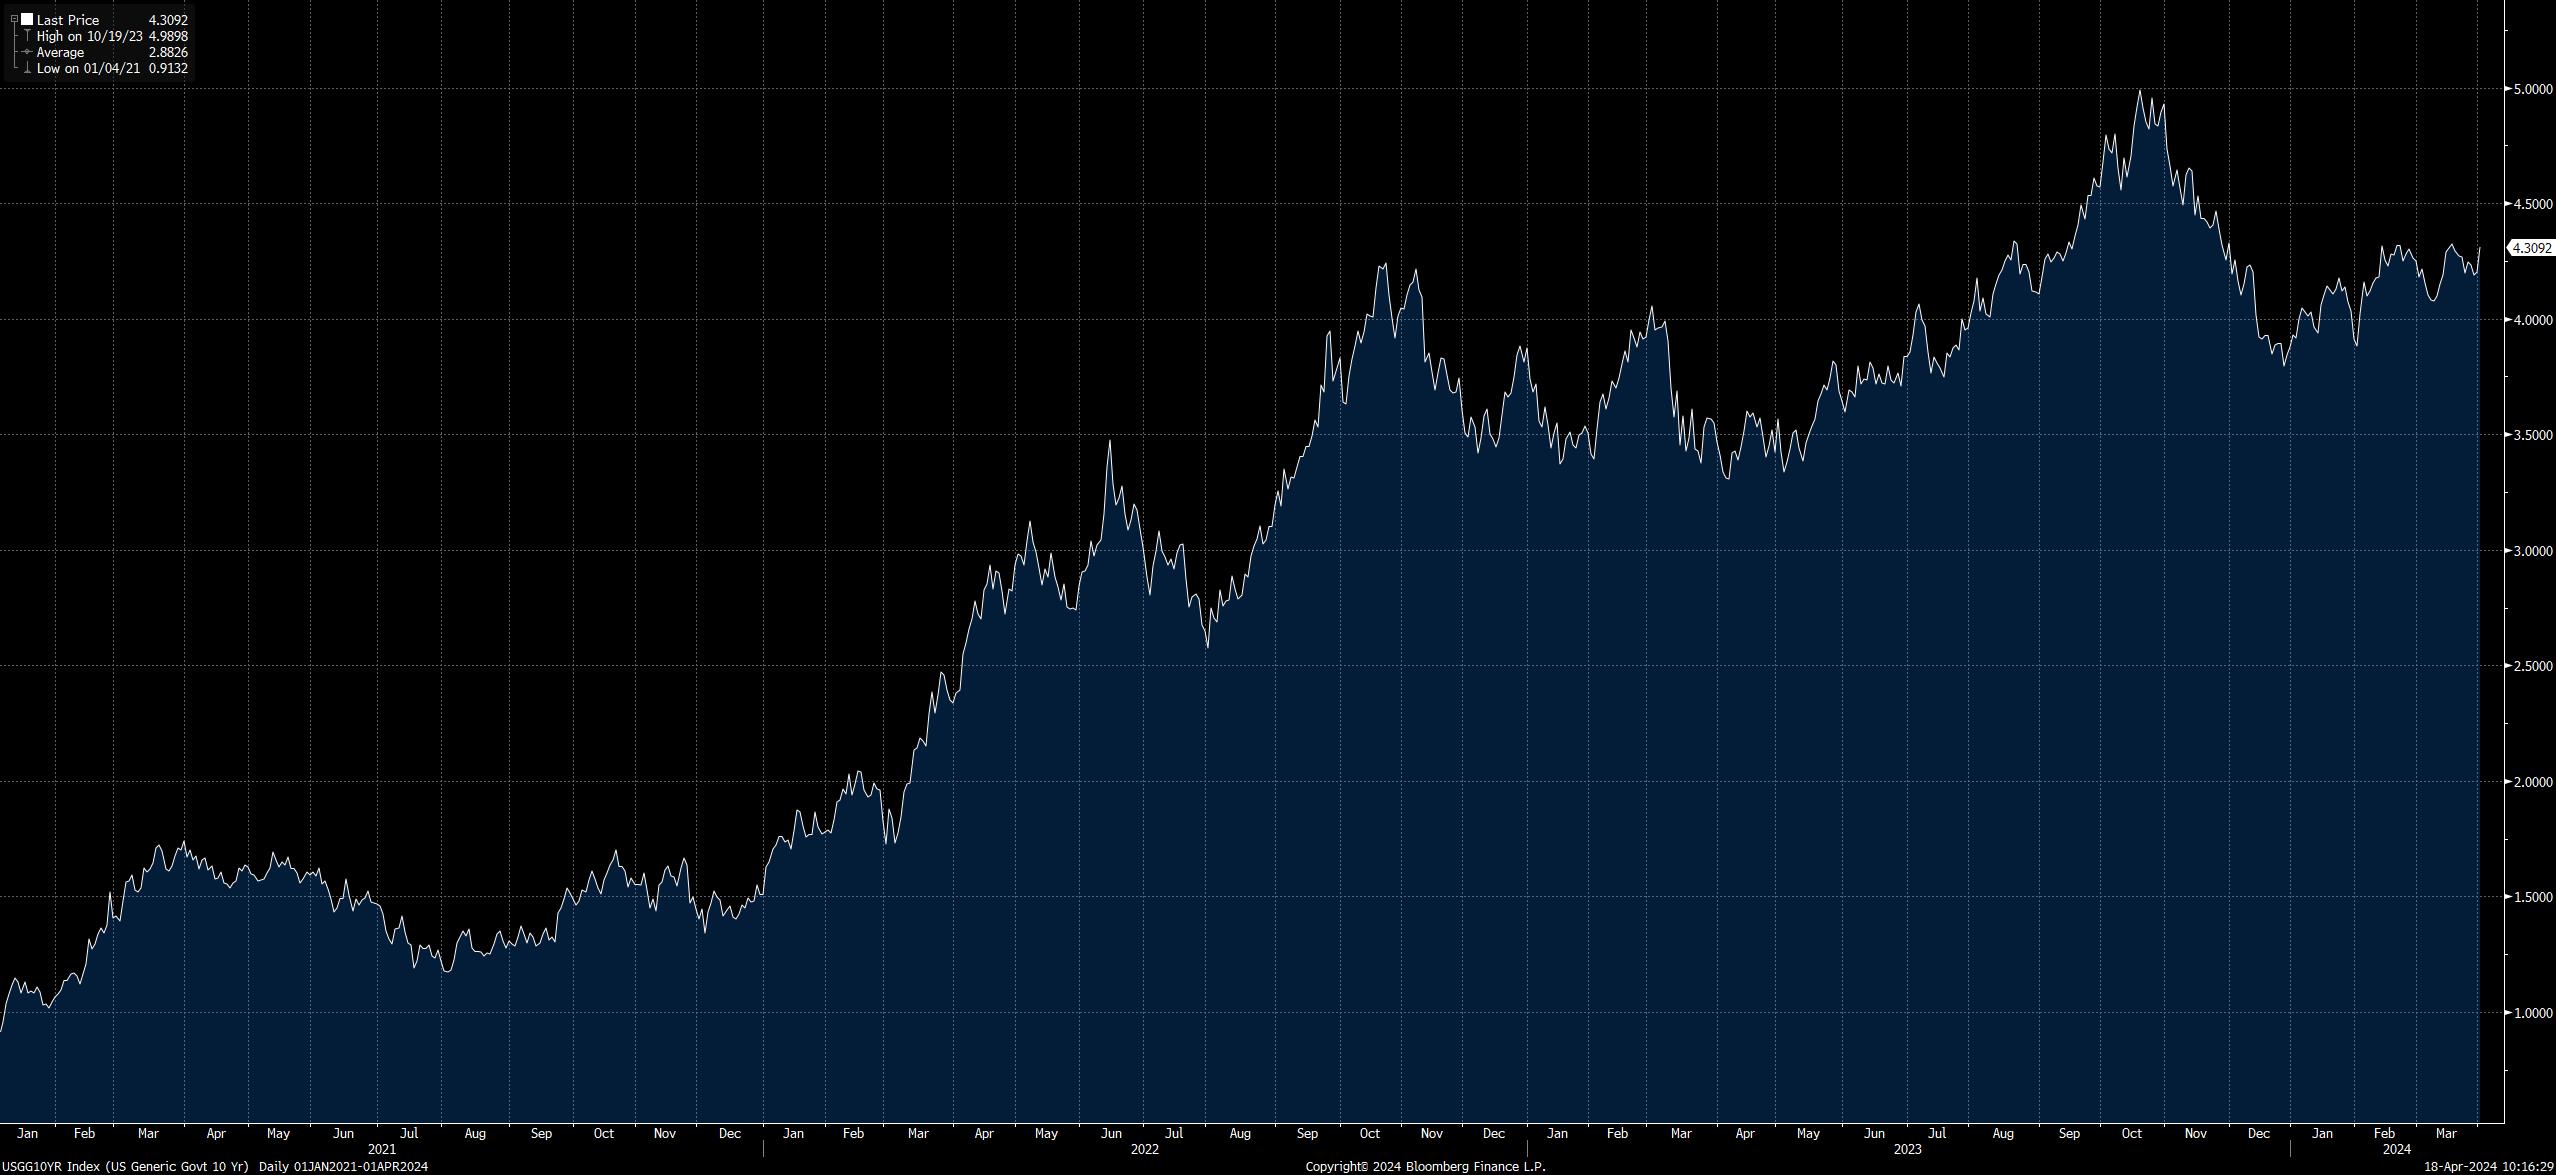 Last Price 4.3092
High on 10/19/23 4.9898
Average 2.8826
Low on 01/04/21 0.9132
5.0000
4.5000
4.3092
4.0000
3.5000
3.0000
2.5000
2.0000
1.5000
1.0000
Jan Feb Mar Apr May Jun Jul Aug Sep Oct Nov Dec Jan Feb Mar Apr May Jun Jul Aug Sep Oct Nov Dec Jan Feb Mar Apr May Jun Jul Aug Sep Oct Nov Dec Jan Feb Mar
2021 2022 2023 2024
USGG10YR Index (US Generic Govt 10 Yr) Daily 01JAN2021-01APR2024 Copyright© 2024 Bloomberg Finance L.P. 18-Apr-2024 10:16:29